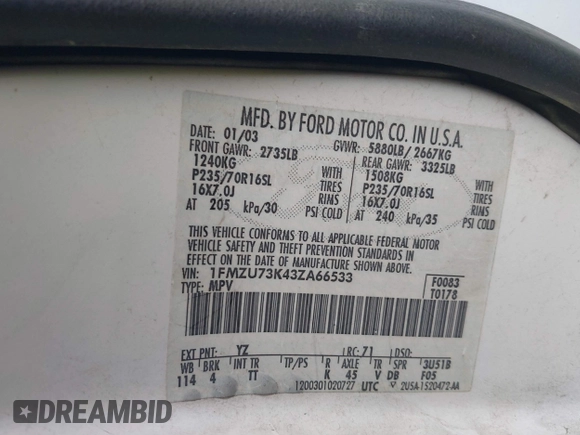 MFD. BY FORD MOTOR CO. IN U.S.A.
DATE: 01/03 GVWR: 5880LB/ 2667KG
FRONT GAWR: 2735LB REAR GAWR: 3325LB
1240KG WITH 1508KG WITH
P235/70R16SL TIRES P235/70R16SL TIRES
16X7.0J RIMS 16X7.0J RIMS
AT 205 kPa/30 PSI COLD AT 240 kPa/35 PSI COLD
THIS VEHICLE CONFORMS TO ALL APPLICABLE FEDERAL MOTOR
VEHICLE SAFETY AND THEFT PREVENTION STANDARDS IN
EFFECT ON THE DATE OF MANUFACTURE SHOWN ABOVE.
VIN: 1FMZU73K43ZA66533 F0083
TYPE: MPV T0178
EXT PNT: YZ RC: 71 DSO:
WB BRK INT TR TP/PS R AXLE TR SPR 3U51B
114 4 TT K 45 V DB F05
1200301020727 UTC 2U5A-1520472-AA
DREAMBID